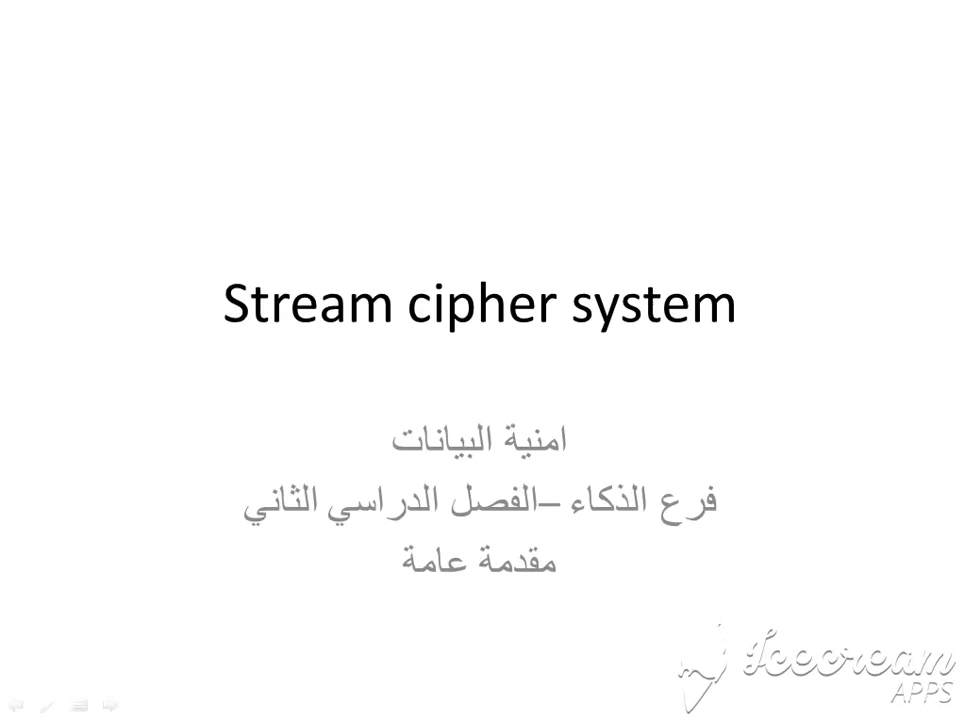 Stream cipher system
امنية البيانات
فرع الذكاء –الفصل الدراسي الثاني
مقدمة عامة
Icecream
APPS